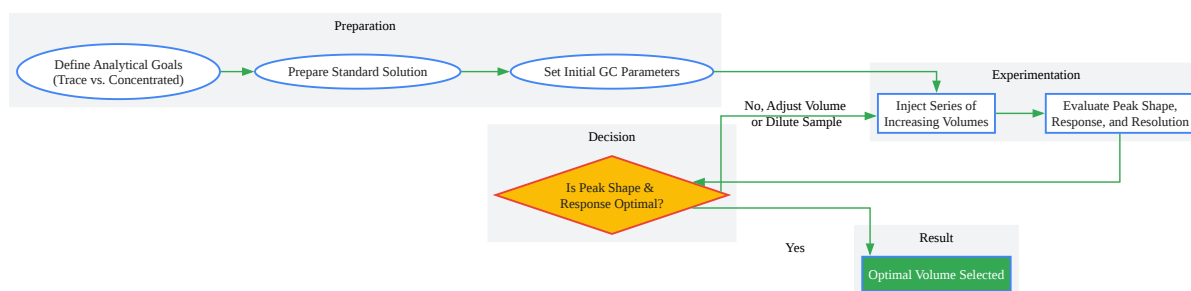 Preparation
Define Analytical Goals
(Trace vs. Concentrated)
Prepare Standard Solution
Set Initial GC Parameters
Experimentation
Inject Series of
Increasing Volumes
Evaluate Peak Shape,
Response, and Resolution
No, Adjust Volume
or Dilute Sample
Decision
Is Peak Shape &
Response Optimal?
Yes
Result
Optimal Volume Selected